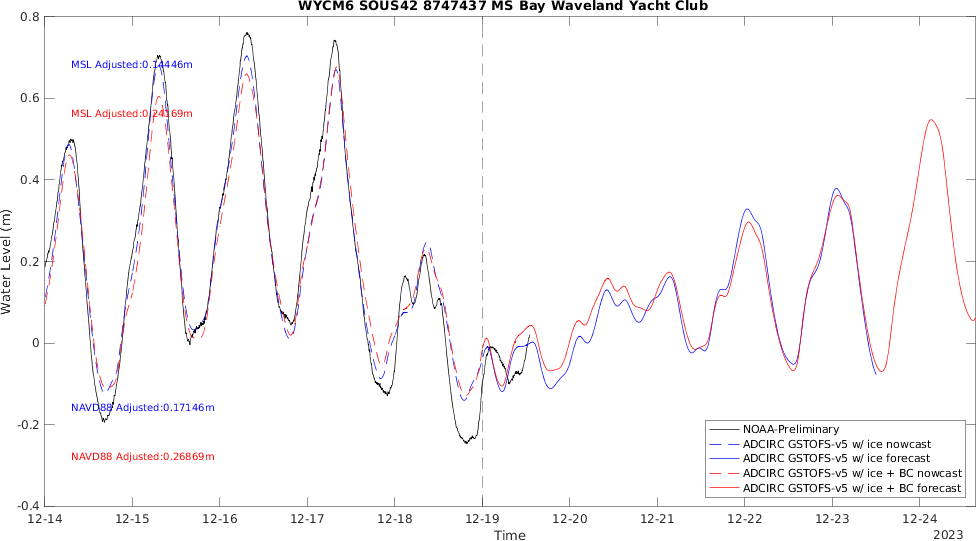 WYCM6 SOUS42 8747437 MS Bay Waveland Yacht Club
0.8
0.6
0.4
0.2
0
-0.2
-0.4
Water Level (m)
MSL Adjusted:0.14446m
MSL Adjusted:0.24169m
NAVD88 Adjusted:0.17146m
NAVD88 Adjusted:0.26869m
NOAA-Preliminary
ADCIRC GSTOFS-v5 w/ ice nowcast
ADCIRC GSTOFS-v5 w/ ice forecast
ADCIRC GSTOFS-v5 w/ ice + BC nowcast
ADCIRC GSTOFS-v5 w/ ice + BC forecast
12-14 12-15 12-16 12-17 12-18 12-19 12-20 12-21 12-22 12-23 12-24
Time
2023